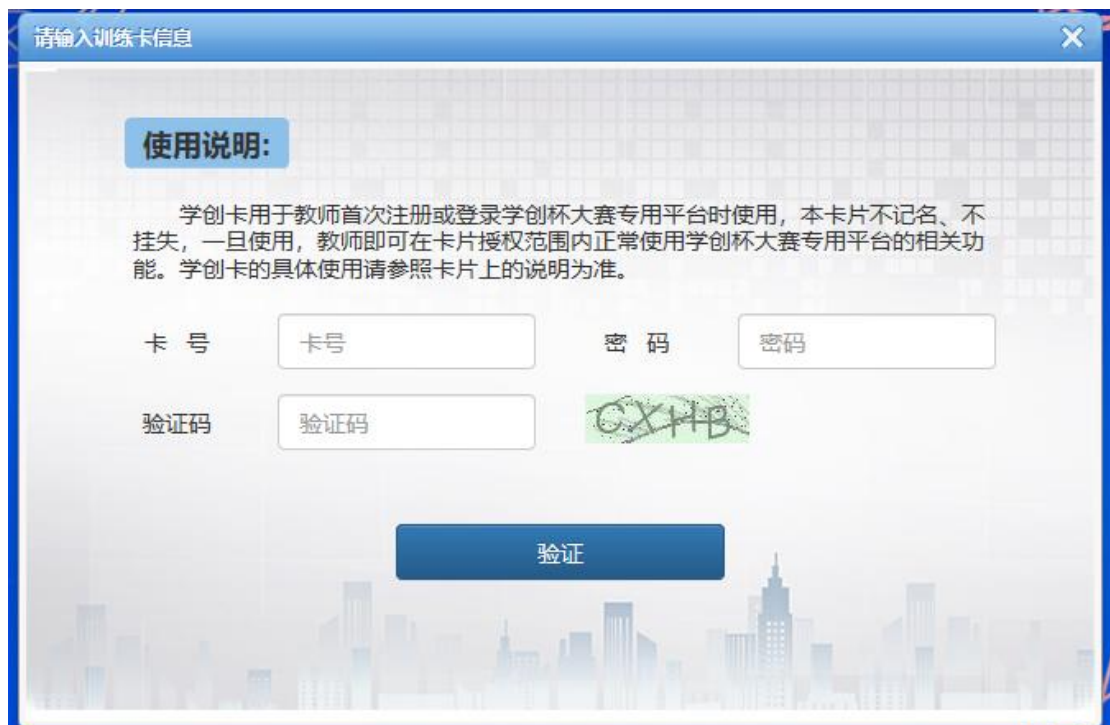 请输入训练卡信息
使用说明:
学创卡用于教师首次注册或登录学创杯大赛专用平台时使用，本卡片不记名、不
挂失，一旦使用，教师即可在卡片授权范围内正常使用学创杯大赛专用平台的相关功
能。学创卡的具体使用请参照卡片上的说明为准。
卡 号 卡号 密 码 密码
验证码 验证码 CXHB
验证